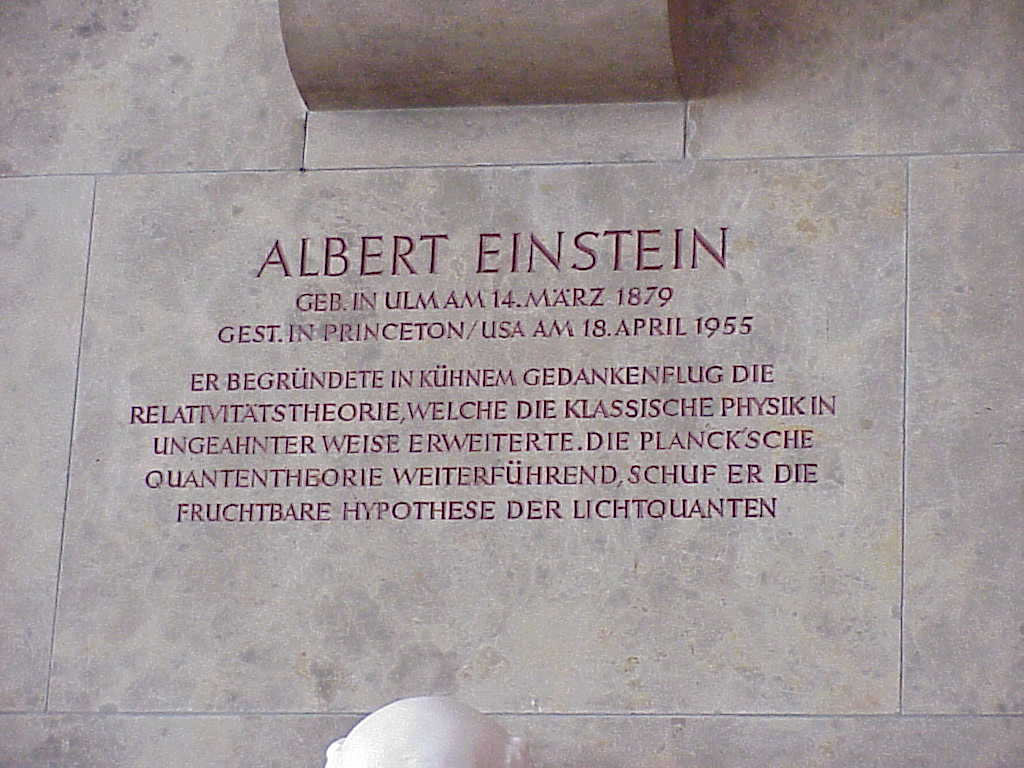 ALBERT EINSTEIN
GEB. IN ULM AM 14. MÄRZ 1879
GEST. IN PRINCETON/USA AM 18. APRIL 1955
ER BEGRÜNDETE IN KÜHNEM GEDANKENFLUG DIE
RELATIVITÄTSTHEORIE, WELCHE DIE KLASSISCHE PHYSIK IN
UNGEAHNTER WEISE ERWEITERTE. DIE PLANCK'SCHE
QUANTENTHEORIE WEITERFÜHREND, SCHUF ER DIE
FRUCHTBARE HYPOTHESE DER LICHTQUANTEN